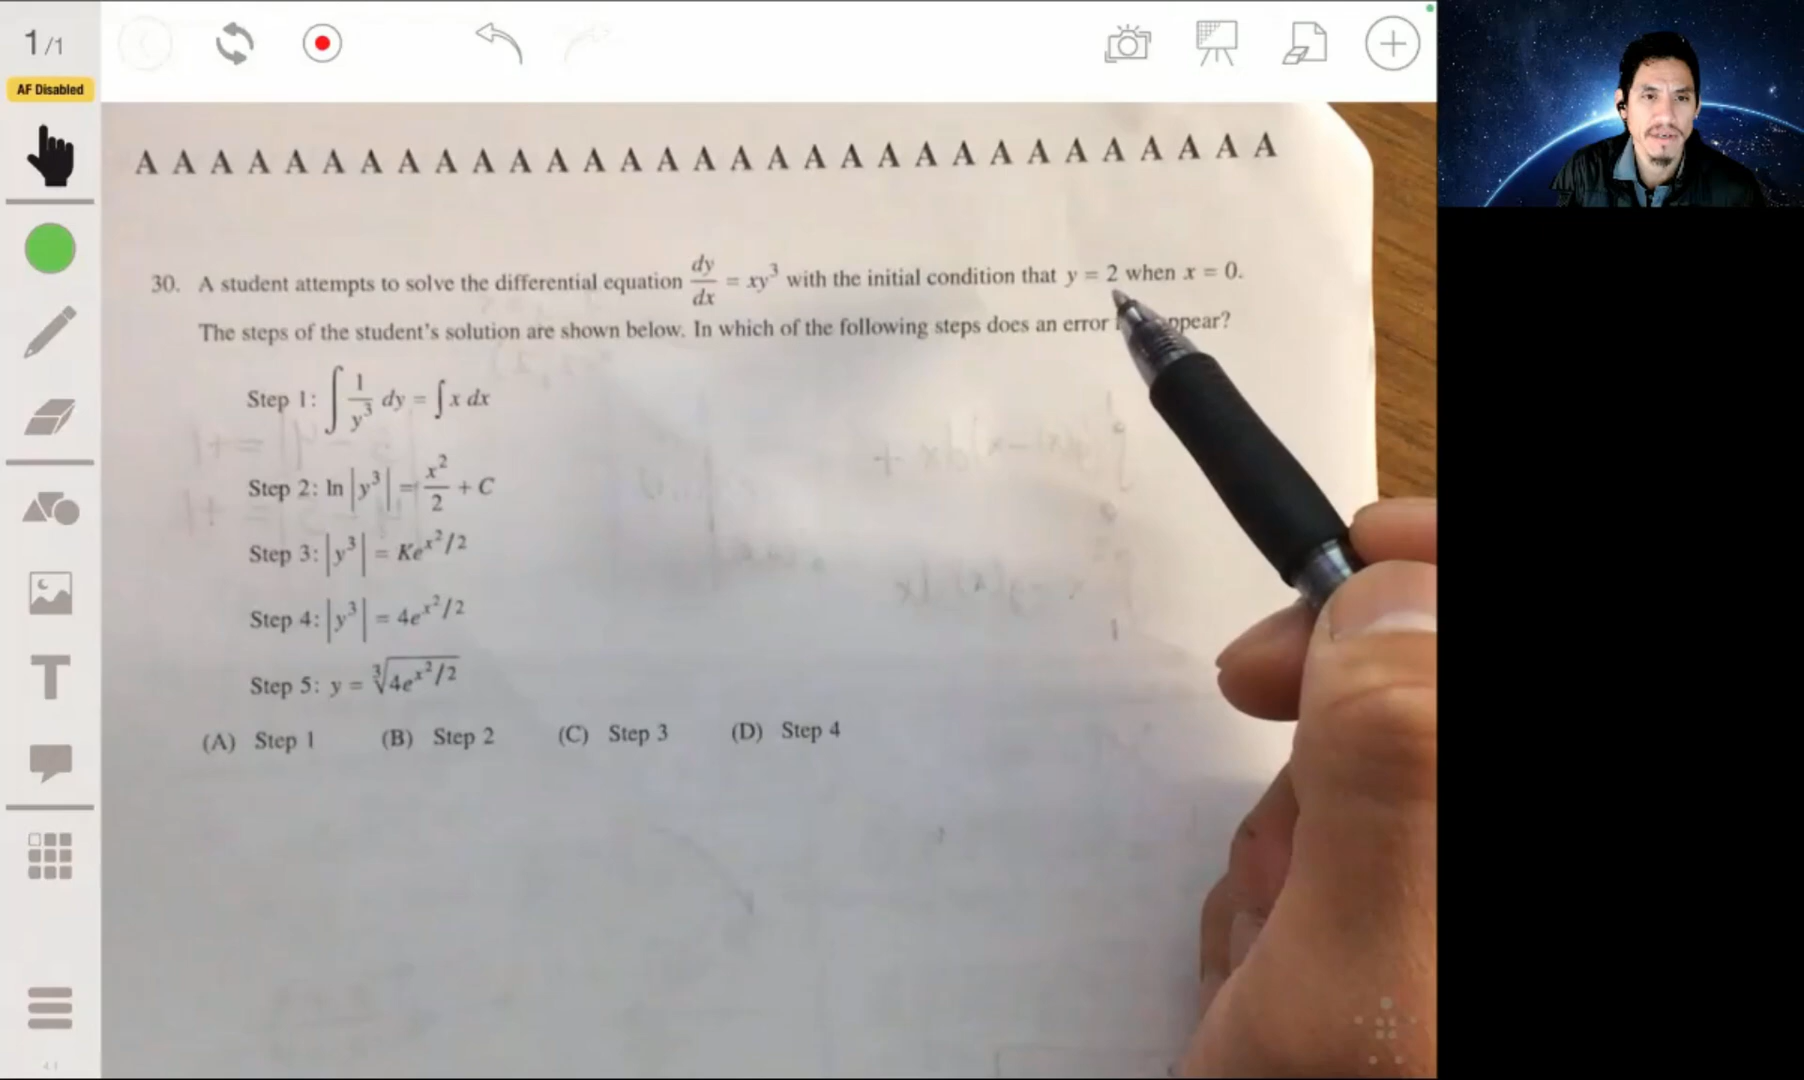 1/1
AF Disabled
A A A A A A A A A A A A A A A A A A A A A A A A A A A A A A A
30. A student attempts to solve the differential equation dy/dx = xy³ with the initial condition that y = 2 when x = 0.
The steps of the student's solution are shown below. In which of the following steps does an error
Step 1: ∫ 1/y³ dy = ∫ x dx
Step 2: ln |y³| = x²/2 + C
Step 3: |y³| = Ke^(x²/2)
Step 4: |y³| = 4e^(x²/2)
Step 5: y = ∛(4e^(x²/2))
(A) Step 1 (B) Step 2 (C) Step 3 (D) Step 4
T